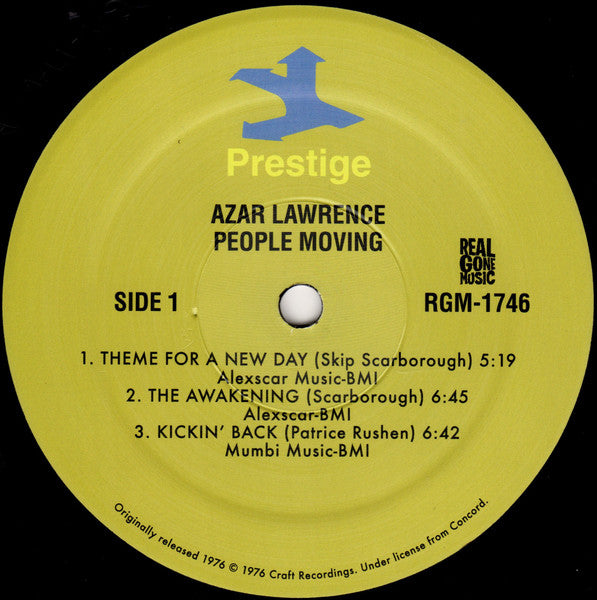 Prestige
AZAR LAWRENCE
PEOPLE MOVING
REAL
GONE
MUSIC
SIDE 1
RGM-1746
1. THEME FOR A NEW DAY (Skip Scarborough) 5:19
Alexscar Music-BMI
2. THE AWAKENING (Scarborough) 6:45
Alexscar-BMI
3. KICKIN' BACK (Patrice Rushen) 6:42
Mumbi Music-BMI
Originally released 1976 © 1976 Craft Recordings. Under license from Concord.